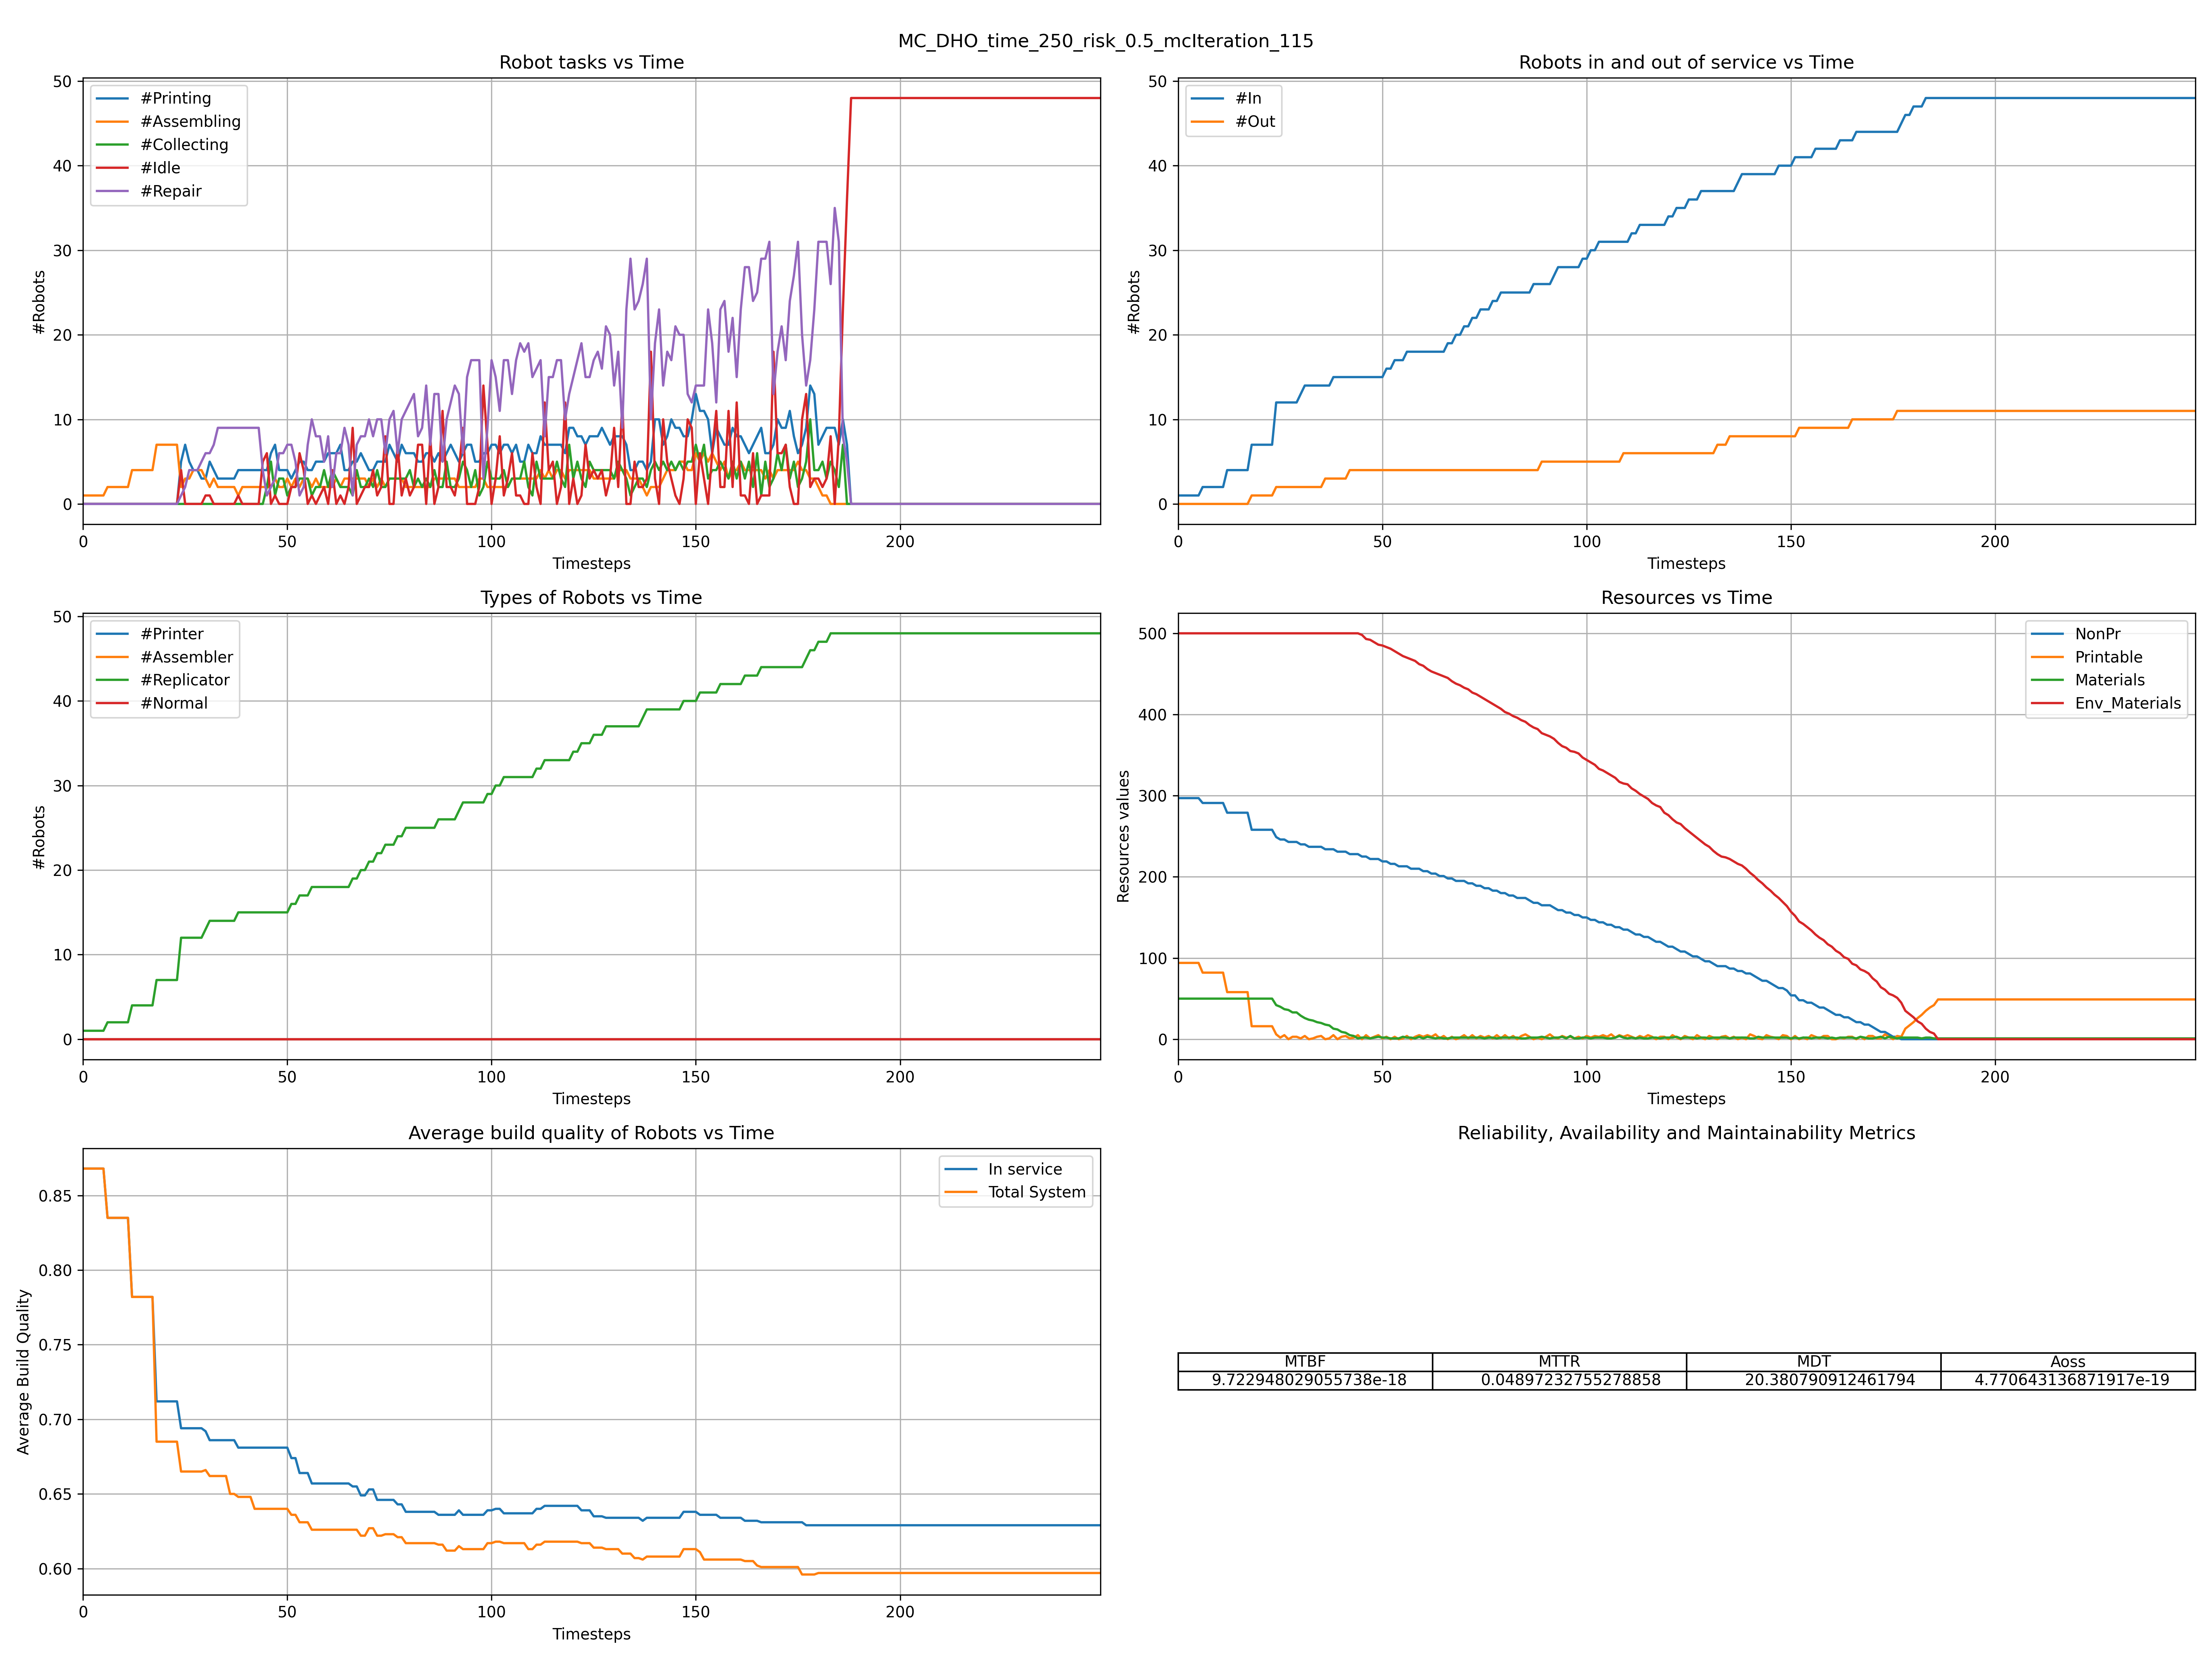 MC_DHO_time_250_risk_0.5_mcIteration_115
Robot tasks vs Time
50
40
30
20
10
0
#Robots
#Printing
#Assembling
#Collecting
#Idle
#Repair
0 50 100 150 200
Timesteps
Robots in and out of service vs Time
50
40
30
20
10
0
#Robots
#In
#Out
0 50 100 150 200
Timesteps
Types of Robots vs Time
50
40
30
20
10
0
#Robots
#Printer
#Assembler
#Replicator
#Normal
0 50 100 150 200
Timesteps
Resources vs Time
500
400
300
200
100
0
Resources values
NonPr
Printable
Materials
Env_Materials
0 50 100 150 200
Timesteps
Average build quality of Robots vs Time
0.85
0.80
0.75
0.70
0.65
0.60
Average Build Quality
In service
Total System
0 50 100 150 200
Timesteps
Reliability, Availability and Maintainability Metrics
MTBF MTTR MDT Aoss
9.722948029055738e-18 0.04897232755278858 20.380790912461794 4.770643136871917e-19